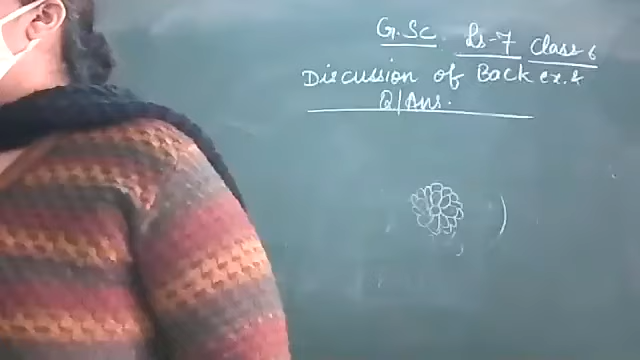 G.Sc. Ls-7 Class 6
Discussion of Back ex. &
Q/Ans.